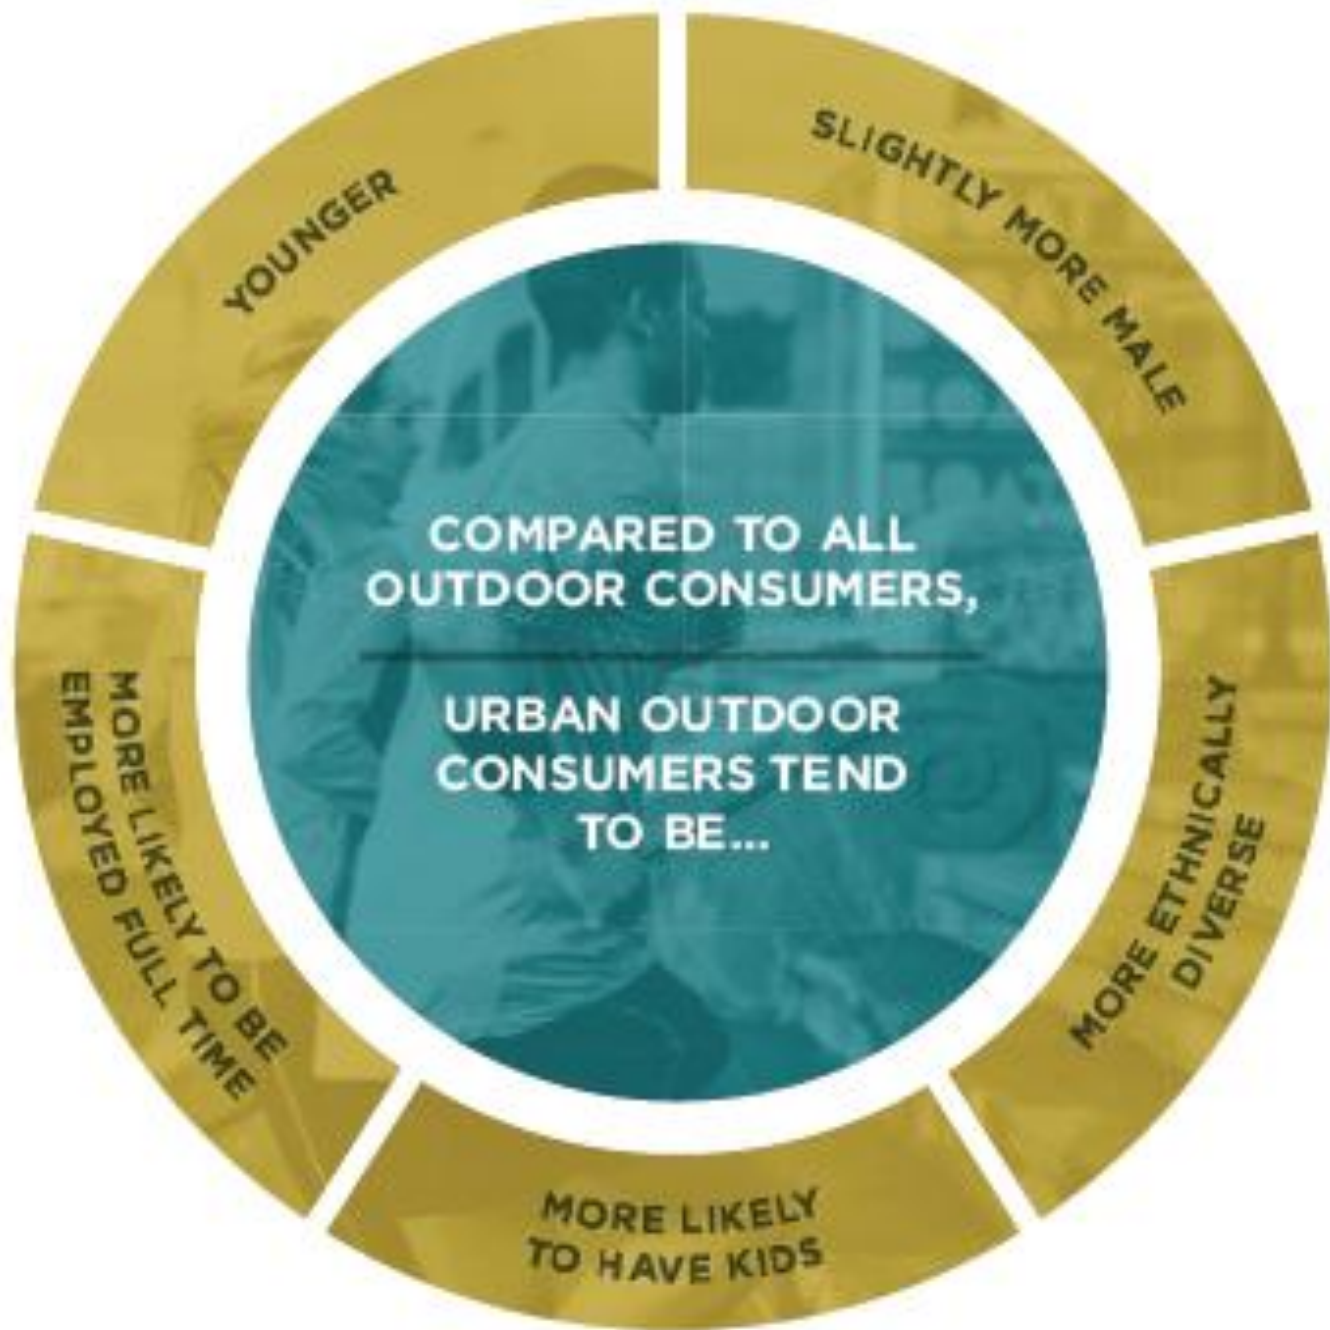 COMPARED TO ALL
OUTDOOR CONSUMERS,
URBAN OUTDOOR
CONSUMERS TEND
TO BE...
SLIGHTLY MORE MALE
MORE ETHNICALLY
DIVERSE
MORE LIKELY
TO HAVE KIDS
MORE LIKELY TO BE
EMPLOYED FULL TIME
YOUNGER